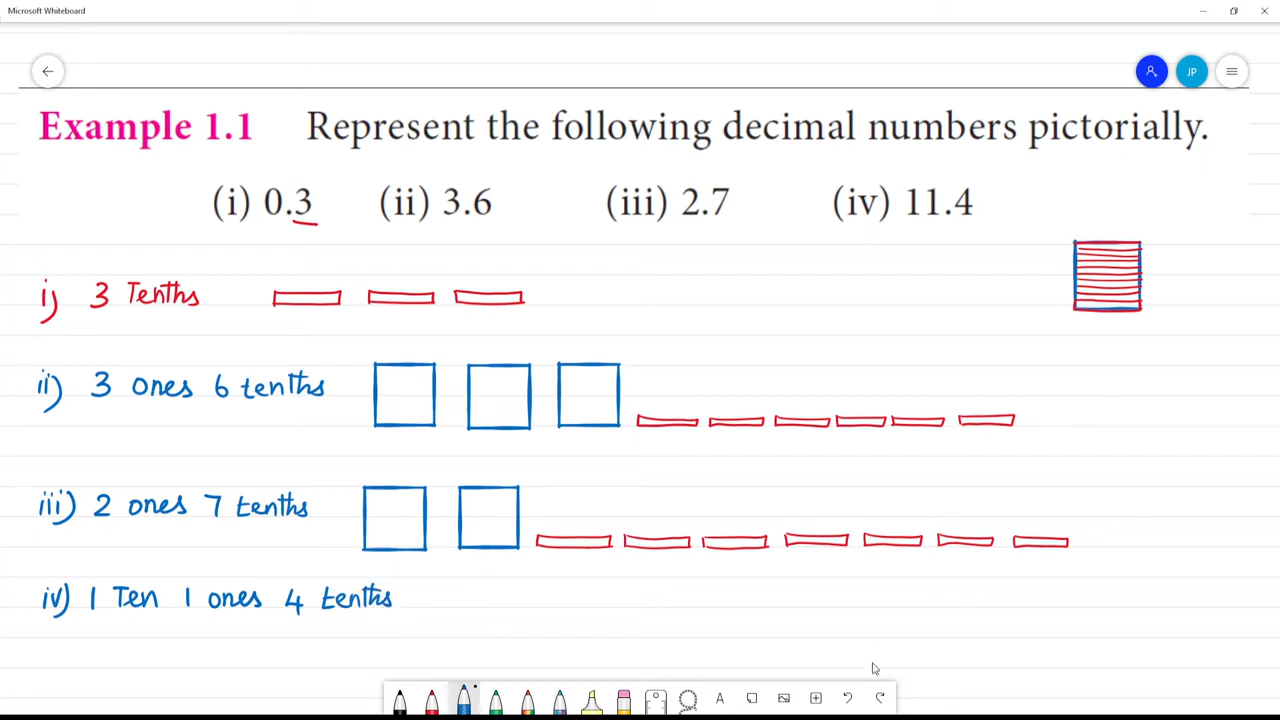 Microsoft Whiteboard
JP
Example 1.1 Represent the following decimal numbers pictorially.
(i) 0.3 (ii) 3.6 (iii) 2.7 (iv) 11.4
i) 3 Tenths
ii) 3 ones 6 tenths
iii) 2 ones 7 tenths
iv) 1 Ten 1 ones 4 tenths
A